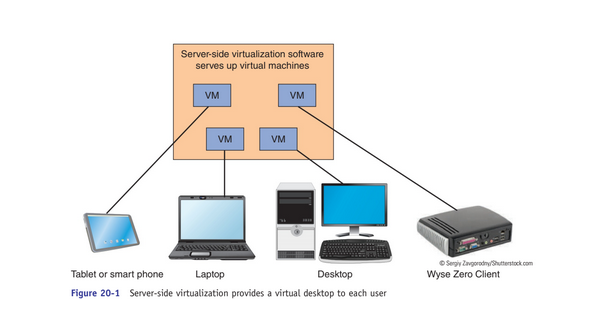 Server-side virtualization software
serves up virtual machines
VM
VM
VM
VM
© Sergiy Zavgorodny/Shutterstock.com
Tablet or smart phone
Laptop
Desktop
Wyse Zero Client
Figure 20-1 Server-side virtualization provides a virtual desktop to each user